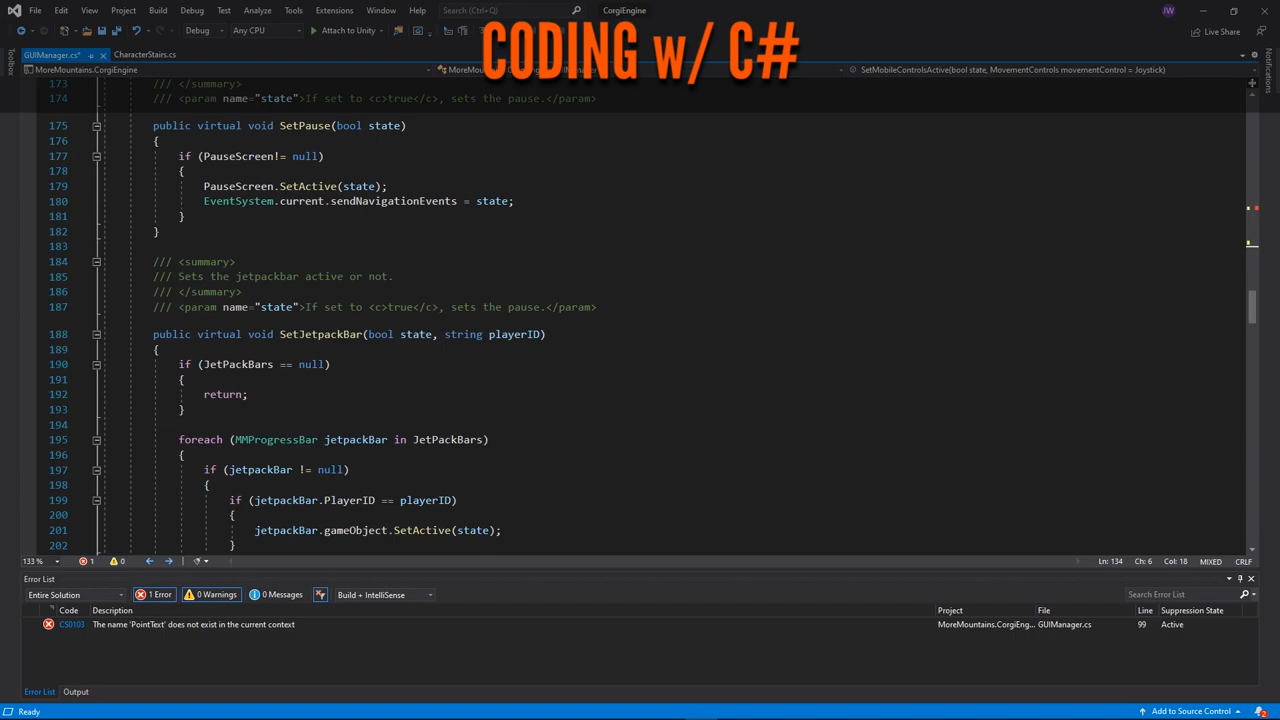 File Edit View Project Build Debug Test Analyze Tools Extensions Window Help Search (Ctrl+Q) CorgiEngine JW
Debug Any CPU Attach to Unity Live Share
CODING w/ C#
Toolbox
Notifications
GUIManager.cs* CharacterStairs.cs
MoreMountains.CorgiEngine SetMobileControlsActive(bool state, MovementControls movementControl = Joystick)
173 /// </summary>
174 /// <param name="state">If set to <c>true</c>, sets the pause.</param>
175 public virtual void SetPause(bool state)
176 {
177 if (PauseScreen!= null)
178 {
179 PauseScreen.SetActive(state);
180 EventSystem.current.sendNavigationEvents = state;
181 }
182 }
183
184 /// <summary>
185 /// Sets the jetpackbar active or not.
186 /// </summary>
187 /// <param name="state">If set to <c>true</c>, sets the pause.</param>
188 public virtual void SetJetpackBar(bool state, string playerID)
189 {
190 if (JetPackBars == null)
191 {
192 return;
193 }
194
195 foreach (MMProgressBar jetpackBar in JetPackBars)
196 {
197 if (jetpackBar != null)
198 {
199 if (jetpackBar.PlayerID == playerID)
200 {
201 jetpackBar.gameObject.SetActive(state);
202 }
133 % 1 0 Ln: 134 Ch: 6 Col: 18 MIXED CRLF
Error List
Entire Solution 1 Error 0 Warnings 0 Messages Build + IntelliSense Search Error List
Code Description Project File Line Suppression State
CS0103 The name 'PointText' does not exist in the current context MoreMountains.CorgiEng... GUIManager.cs 99 Active
Error List Output
Ready Add to Source Control 2